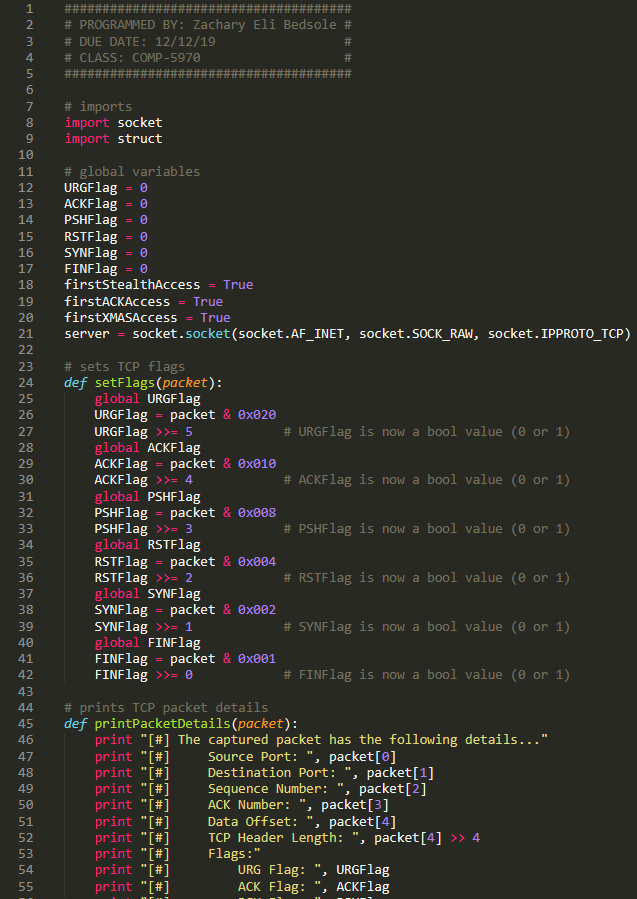 1 ######################################
2 # PROGRAMMED BY: Zachary Eli Bedsole #
3 # DUE DATE: 12/12/19                 #
4 # CLASS: COMP-5970                   #
5 ######################################
6
7 # imports
8 import socket
9 import struct
10
11 # global variables
12 URGFlag = 0
13 ACKFlag = 0
14 PSHFlag = 0
15 RSTFlag = 0
16 SYNFlag = 0
17 FINFlag = 0
18 firstStealthAccess = True
19 firstACKAccess = True
20 firstXMASAccess = True
21 server = socket.socket(socket.AF_INET, socket.SOCK_RAW, socket.IPPROTO_TCP)
22
23 # sets TCP flags
24 def setFlags(packet):
25     global URGFlag
26     URGFlag = packet & 0x020
27     URGFlag >>= 5            # URGFlag is now a bool value (0 or 1)
28     global ACKFlag
29     ACKFlag = packet & 0x010
30     ACKFlag >>= 4            # ACKFlag is now a bool value (0 or 1)
31     global PSHFlag
32     PSHFlag = packet & 0x008
33     PSHFlag >>= 3            # PSHFlag is now a bool value (0 or 1)
34     global RSTFlag
35     RSTFlag = packet & 0x004
36     RSTFlag >>= 2            # RSTFlag is now a bool value (0 or 1)
37     global SYNFlag
38     SYNFlag = packet & 0x002
39     SYNFlag >>= 1            # SYNFlag is now a bool value (0 or 1)
40     global FINFlag
41     FINFlag = packet & 0x001
42     FINFlag >>= 0            # FINFlag is now a bool value (0 or 1)
43
44 # prints TCP packet details
45 def printPacketDetails(packet):
46     print "[#] The captured packet has the following details..."
47     print "[#]     Source Port: ", packet[0]
48     print "[#]     Destination Port: ", packet[1]
49     print "[#]     Sequence Number: ", packet[2]
50     print "[#]     ACK Number: ", packet[3]
51     print "[#]     Data Offset: ", packet[4]
52     print "[#]     TCP Header Length: ", packet[4] >> 4
53     print "[#]     Flags:"
54     print "[#]         URG Flag: ", URGFlag
55     print "[#]         ACK Flag: ", ACKFlag